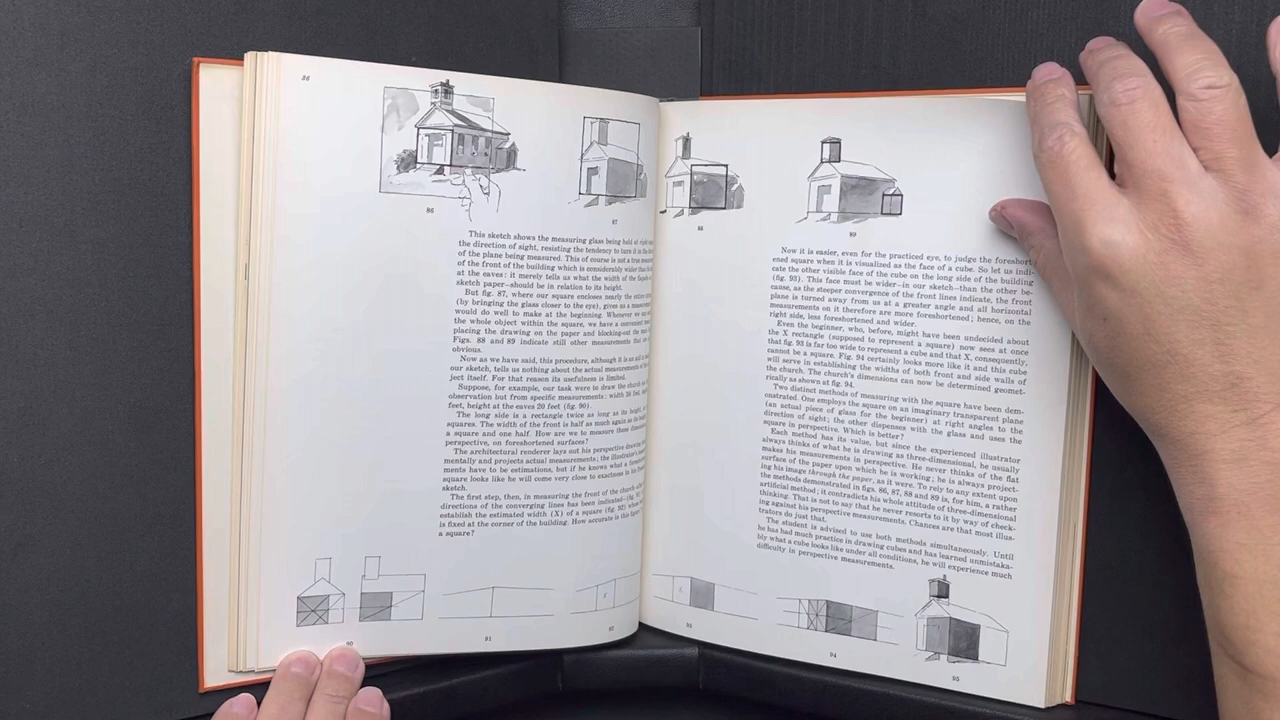 36
86
87
88
89
This sketch shows the measuring glass being held at right
the direction of sight, resisting the tendency to turn it in the
of the plane being measured. This of course is not a true
of the front of the building which is considerably wider than
at the eaves: it merely tells us what the width of the
sketch paper—should be in relation to its height.
But fig. 87, where our square encloses nearly the entire
(by bringing the glass closer to the eye), gives us a
would do well to make at the beginning. Whenever we
the whole object within the square, we have a convenient
placing the drawing on the paper and blocking-out the
Figs. 88 and 89 indicate still other measurements that
obvious.
Now as we have said, this procedure, although it is an aid
our sketch, tells us nothing about the actual measurements
ject itself. For that reason its usefulness is limited.
Suppose, for example, our task were to draw the church
observation but from specific measurements: width 36 feet,
feet, height at the eaves 20 feet (fig. 90).
The long side is a rectangle twice as long as its height,
squares. The width of the front is half as much again as its
a square and one half. How are we to measure these
perspective, on foreshortened surfaces?
The architectural renderer lays out his perspective
mentally and projects actual measurements; the illustrator's
ments have to be estimations, but if he knows what a
square looks like he will come very close to exactness in his
sketch.
The first step, then, in measuring the front of the church
directions of the converging lines has been indicated—(fig.
establish the estimated width (X) of a square (fig. 92)
is fixed at the corner of the building. How accurate is this
a square?
90
91
92
Now it is easier, even for the practiced eye, to judge the foreshort-
ened square when it is visualized as the face of a cube. So let us indi-
cate the other visible face of the cube on the long side of the building
(fig. 93). This face must be wider—in our sketch—than the other be-
cause, as the steeper convergence of the front lines indicate, the front
plane is turned away from us at a greater angle and all horizontal
measurements on it therefore are more foreshortened; hence, on the
right side, less foreshortened and wider.
Even the beginner, who, before, might have been undecided about
the X rectangle (supposed to represent a square) now sees at once
that fig. 93 is far too wide to represent a cube and that X, consequently,
cannot be a square. Fig. 94 certainly looks more like it and this cube
will serve in establishing the widths of both front and side walls of
the church. The church's dimensions can now be determined geomet-
rically as shown at fig. 94.
Two distinct methods of measuring with the square have been dem-
onstrated. One employs the square on an imaginary transparent plane
(an actual piece of glass for the beginner) at right angles to the
direction of sight; the other dispenses with the glass and uses the
square in perspective. Which is better?
Each method has its value, but since the experienced illustrator
always thinks of what he is drawing as three-dimensional, he usually
makes his measurements in perspective. He never thinks of the flat
surface of the paper upon which he is working; he is always project-
ing his image through the paper, as it were. To rely to any extent upon
the methods demonstrated in figs. 86, 87, 88 and 89 is, for him, a rather
artificial method; it contradicts his whole attitude of three-dimensional
thinking. That is not to say that he never resorts to it by way of check-
ing against his perspective measurements. Chances are that most illus-
trators do just that.
The student is advised to use both methods simultaneously. Until
he has had much practice in drawing cubes and has learned unmistaka-
bly what a cube looks like under all conditions, he will experience much
difficulty in perspective measurements.
93
94
95